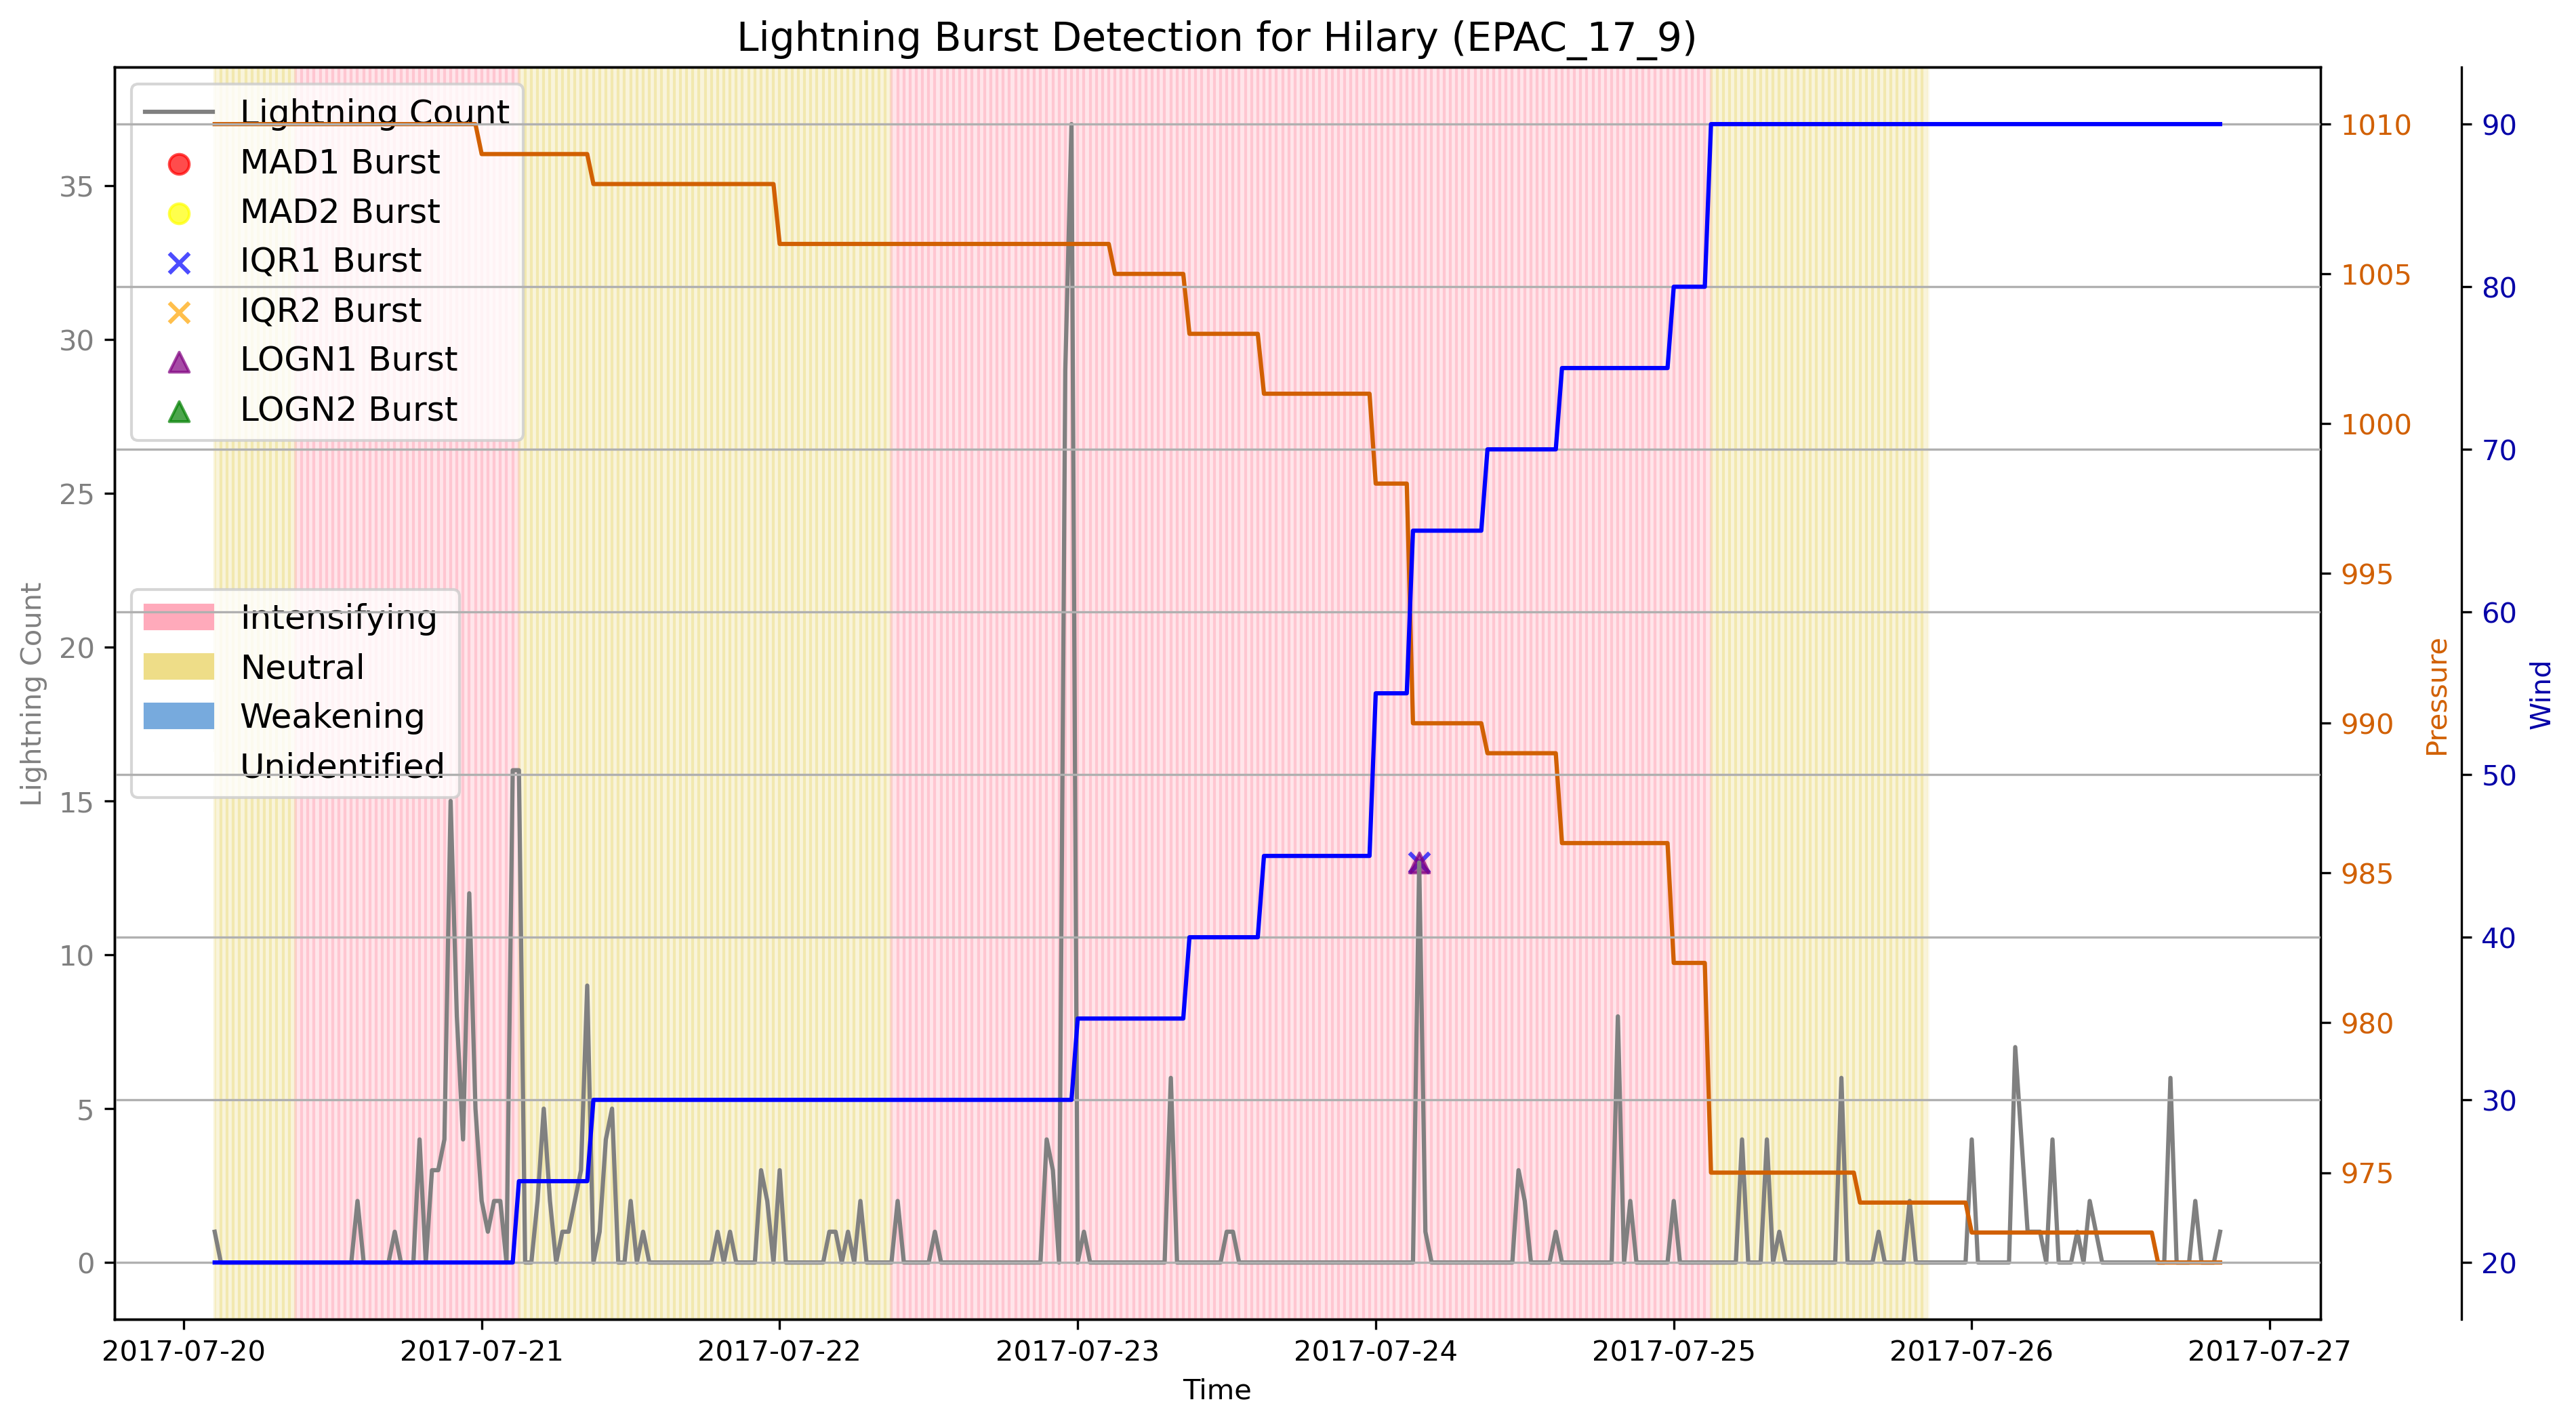 Lightning Burst Detection for Hilary (EPAC_17_9)
Lightning Count
MAD1 Burst
MAD2 Burst
IQR1 Burst
IQR2 Burst
LOGN1 Burst
LOGN2 Burst
Intensifying
Neutral
Weakening
Unidentified
Lightning Count
35
30
25
20
15
10
5
0
1010
1005
1000
995
990
985
980
975
Pressure
90
80
70
60
50
40
30
20
Wind
2017-07-20 2017-07-21 2017-07-22 2017-07-23 2017-07-24 2017-07-25 2017-07-26 2017-07-27
Time